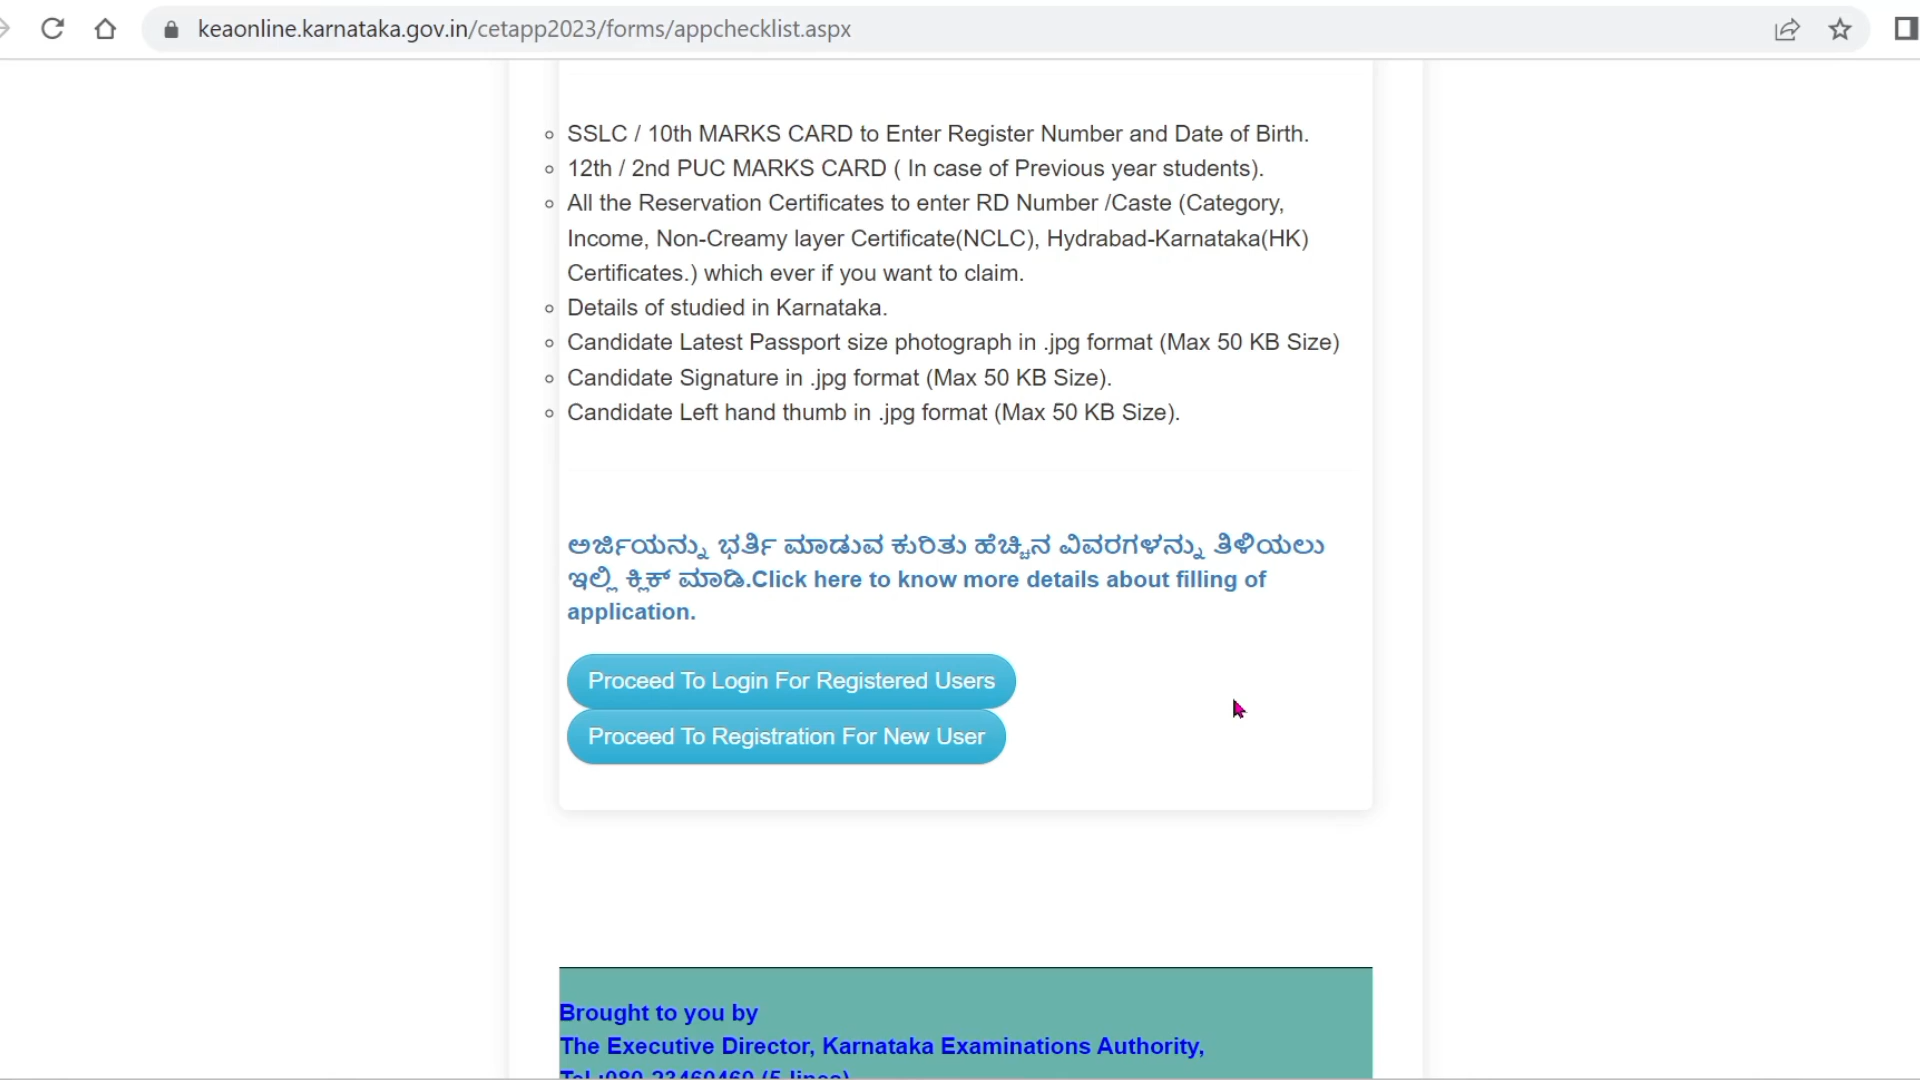 keaonline.karnataka.gov.in/cetapp2023/forms/appchecklist.aspx
SSLC / 10th MARKS CARD to Enter Register Number and Date of Birth.
12th / 2nd PUC MARKS CARD ( In case of Previous year students).
All the Reservation Certificates to enter RD Number /Caste (Category,
Income, Non-Creamy layer Certificate(NCLC), Hydrabad-Karnataka(HK)
Certificates.) which ever if you want to claim.
Details of studied in Karnataka.
Candidate Latest Passport size photograph in .jpg format (Max 50 KB Size)
Candidate Signature in .jpg format (Max 50 KB Size).
Candidate Left hand thumb in .jpg format (Max 50 KB Size).
ಅರ್ಜಿಯನ್ನು ಭರ್ತಿ ಮಾಡುವ ಕುರಿತು ಹೆಚ್ಚಿನ ವಿವರಗಳನ್ನು ತಿಳಿಯಲು
ಇಲ್ಲಿ ಕ್ಲಿಕ್ ಮಾಡಿ.Click here to know more details about filling of
application.
Proceed To Login For Registered Users
Proceed To Registration For New User
Brought to you by
The Executive Director, Karnataka Examinations Authority,
Tel :080-23460460 (5 lines)